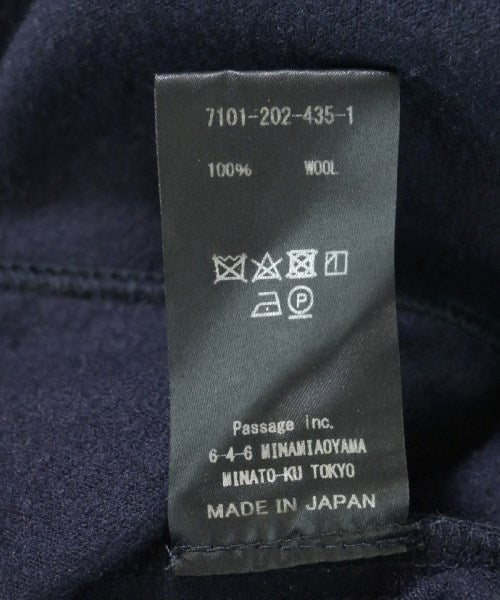 7101-202-435-1
100% WOOL
P
Passage inc.
6-4-6 MINAMIAOYAMA
MINATO-KU TOKYO
MADE IN JAPAN